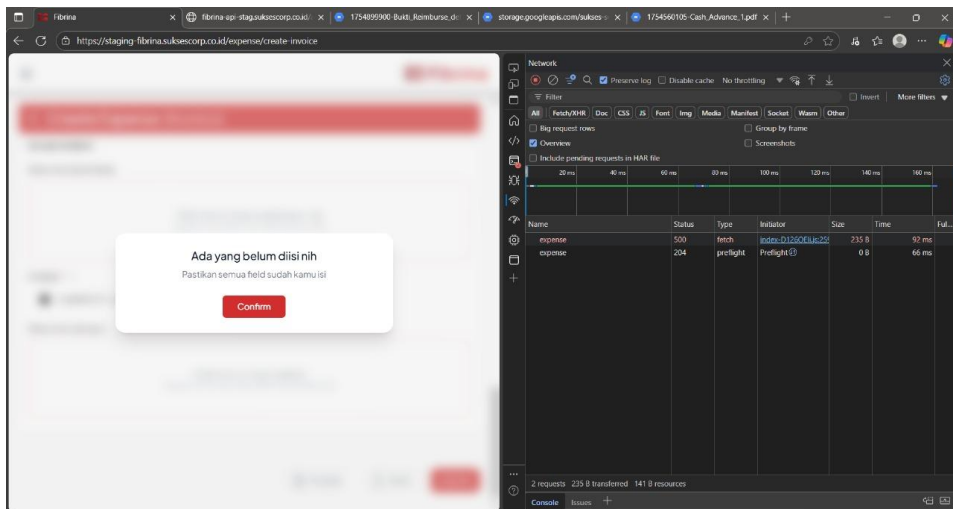 Fibrina
fibrina-api-stag.suksescorp.co.id/
1754899900-Bukti_Reimburse_de
storage.googleapis.com/sukses-s
1754560105-Cash_Advance_1.pdf
https://staging-fibrina.suksescorp.co.id/expense/create-invoice
Ada yang belum diisi nih
Pastikan semua field sudah kamu isi
Confirm
Network
Preserve log Disable cache No throttling
Filter Invert More filters
All Fetch/XHR Doc CSS JS Font Img Media Manifest Socket Wasm Other
Big request rows Group by frame
Overview Screenshots
Include pending requests in HAR file
20 ms 40 ms 60 ms 80 ms 100 ms 120 ms 140 ms 160 ms
Name Status Type Initiator Size Time Ful...
expense 500 fetch 235 B 92 ms
expense 204 preflight Preflight 0 B 66 ms
2 requests 235 B transferred 141 B resources
Console Issues